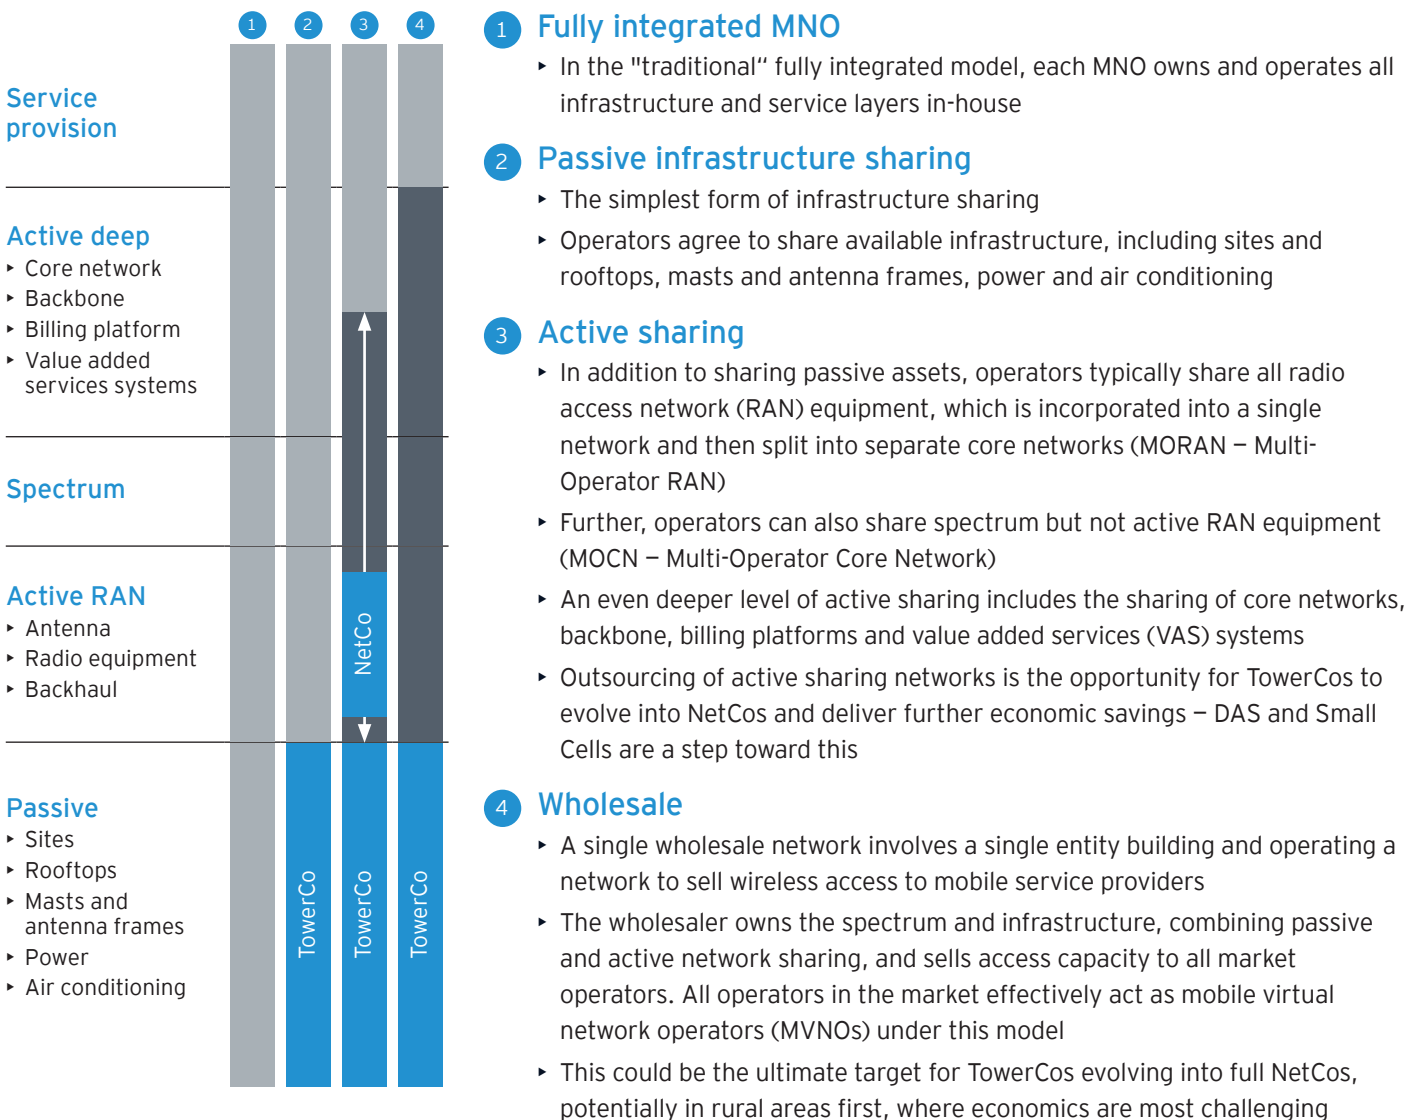 1 2 3 4
Service
provision
Active deep
‣ Core network
‣ Backbone
‣ Billing platform
‣ Value added
services systems
Spectrum
Active RAN
‣ Antenna
‣ Radio equipment
‣ Backhaul
Passive
‣ Sites
‣ Rooftops
‣ Masts and
antenna frames
‣ Power
‣ Air conditioning
NetCo
TowerCo
TowerCo
TowerCo
1 Fully integrated MNO
‣ In the "traditional“ fully integrated model, each MNO owns and operates all
infrastructure and service layers in-house
2 Passive infrastructure sharing
‣ The simplest form of infrastructure sharing
‣ Operators agree to share available infrastructure, including sites and
rooftops, masts and antenna frames, power and air conditioning
3 Active sharing
‣ In addition to sharing passive assets, operators typically share all radio
access network (RAN) equipment, which is incorporated into a single
network and then split into separate core networks (MORAN — Multi-
Operator RAN)
‣ Further, operators can also share spectrum but not active RAN equipment
(MOCN — Multi-Operator Core Network)
‣ An even deeper level of active sharing includes the sharing of core networks,
backbone, billing platforms and value added services (VAS) systems
‣ Outsourcing of active sharing networks is the opportunity for TowerCos to
evolve into NetCos and deliver further economic savings — DAS and Small
Cells are a step toward this
4 Wholesale
‣ A single wholesale network involves a single entity building and operating a
network to sell wireless access to mobile service providers
‣ The wholesaler owns the spectrum and infrastructure, combining passive
and active network sharing, and sells access capacity to all market
operators. All operators in the market effectively act as mobile virtual
network operators (MVNOs) under this model
‣ This could be the ultimate target for TowerCos evolving into full NetCos,
potentially in rural areas first, where economics are most challenging